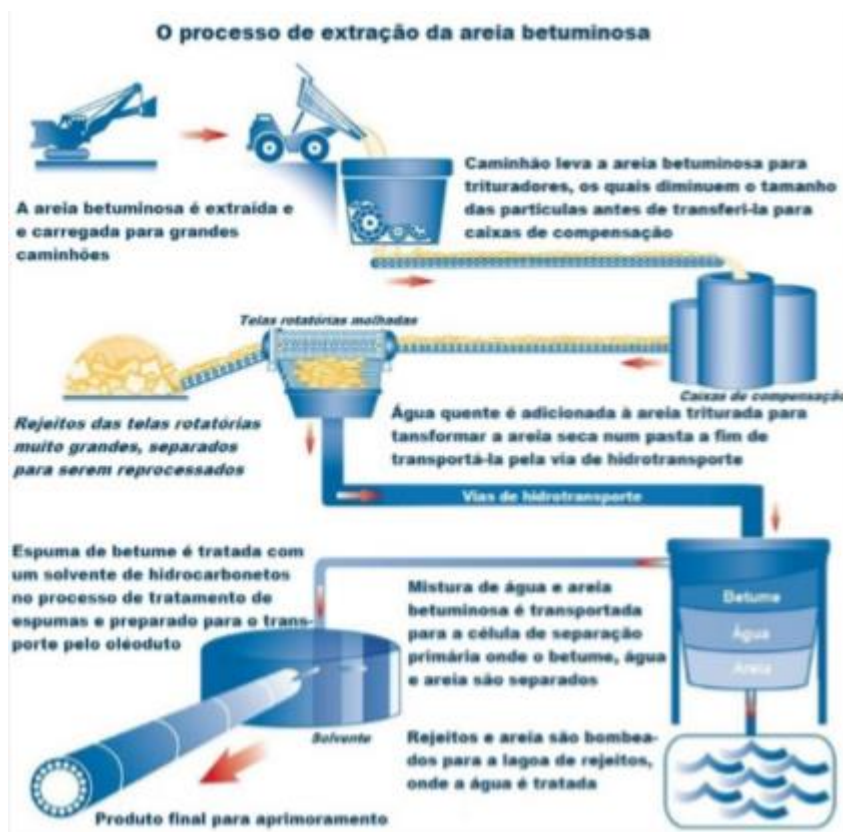 O processo de extração da areia betuminosa
A areia betuminosa é extraída e
e carregada para grandes
caminhões
Caminhão leva a areia betuminosa para
trituradores, os quais diminuem o tamanho
das partículas antes de transferí-la para
caixas de compensação
Telas rotatórias molhadas
Caixas de compensação
Rejeitos das telas rotatórias
muito grandes, separados
para serem reprocessados
Água quente é adicionada à areia triturada para
tansformar a areia seca num pasta a fim de
transportá-la pela via de hidrotransporte
Vias de hidrotransporte
Espuma de betume é tratada com
um solvente de hidrocarbonetos
no processo de tratamento de
espumas e preparado para o trans-
porte pelo oléoduto
Mistura de água e areia
betuminosa é transportada
para a célula de separação
primária onde o betume, água
e areia são separados
Betume
Água
Areia
Solvente
Rejeitos e areia são bombea-
dos para a lagoa de rejeitos,
onde a água é tratada
Produto final para aprimoramento